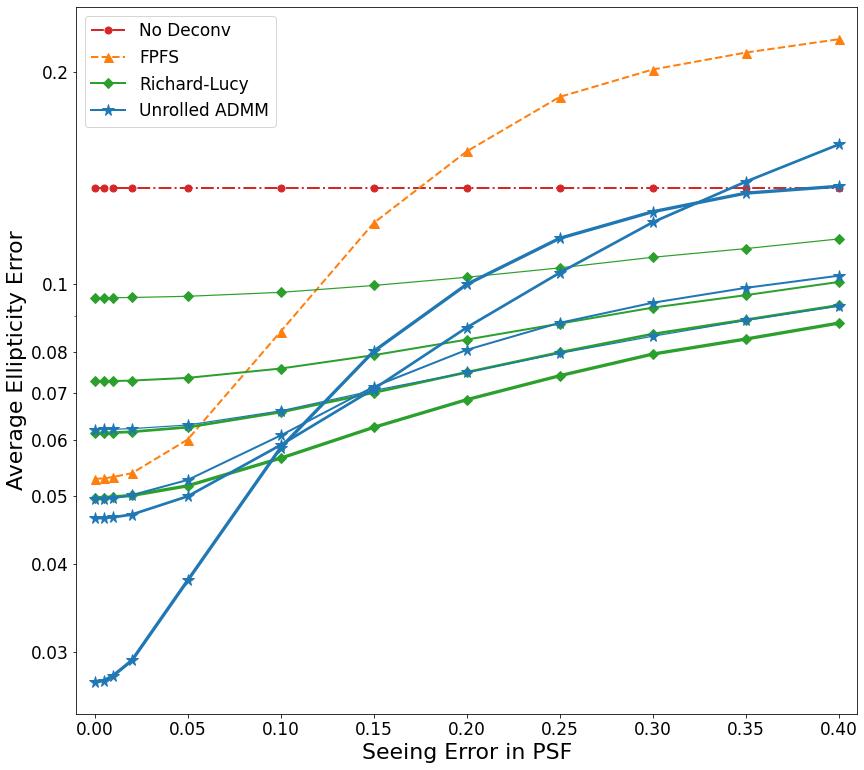 No Deconv
FPFS
Richard-Lucy
Unrolled ADMM
Average Ellipticity Error
0.2
0.1
0.08
0.07
0.06
0.05
0.04
0.03
0.00 0.05 0.10 0.15 0.20 0.25 0.30 0.35 0.40
Seeing Error in PSF